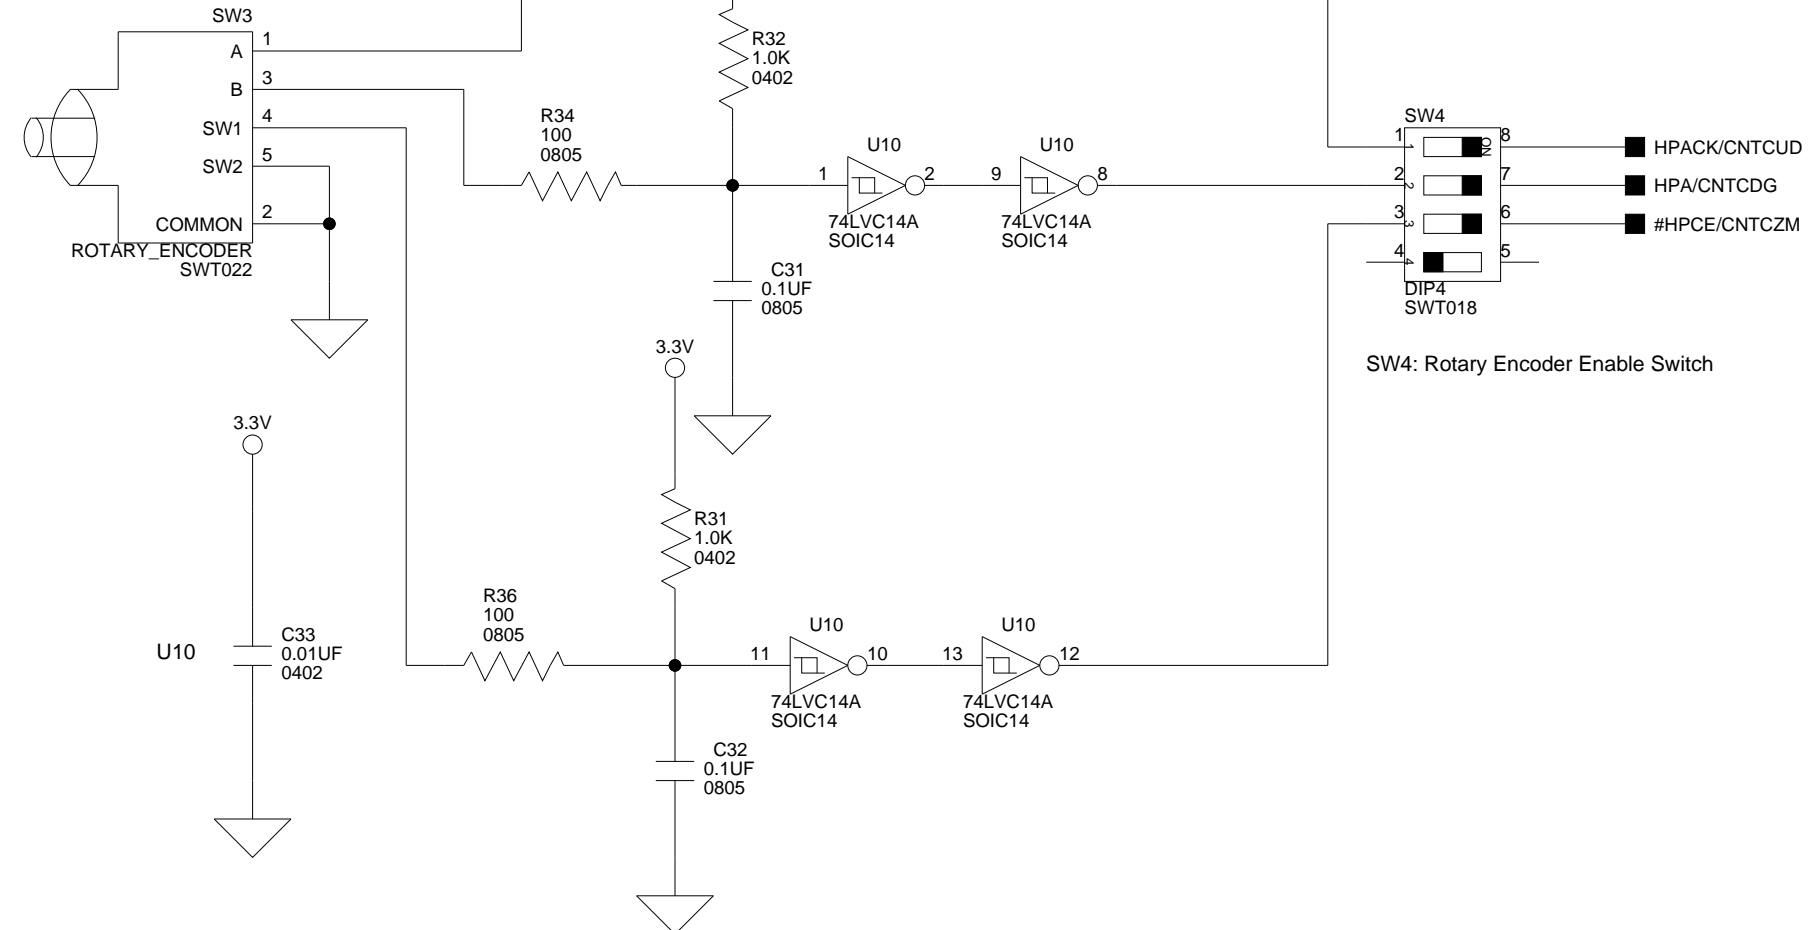 SW3
1
A
3
B
4
SW1
5
SW2
2
COMMON
ROTARY_ENCODER
SWT022
R32
1.0K
0402
R34
100
0805
U10
1
2
74LVC14A
SOIC14
U10
9
8
74LVC14A
SOIC14
C31
0.1UF
0805
SW4
1
1
ON
8
HPACK/CNTCUD
2
2
7
HPA/CNTCDG
3
3
6
#HPCE/CNTCZM
4
4
5
DIP4
SWT018
SW4: Rotary Encoder Enable Switch
3.3V
3.3V
R31
1.0K
0402
R36
100
0805
U10
11
10
74LVC14A
SOIC14
U10
13
12
74LVC14A
SOIC14
U10
C33
0.01UF
0402
C32
0.1UF
0805